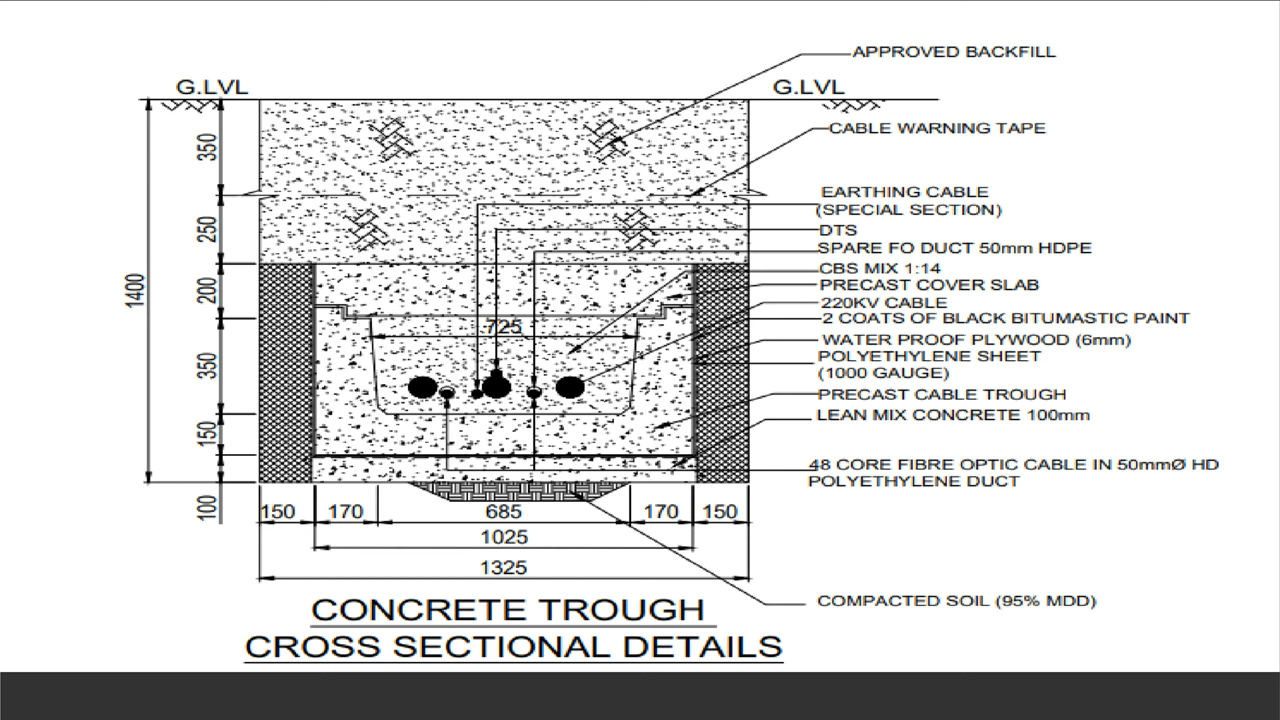 APPROVED BACKFILL
G.LVL
G.LVL
CABLE WARNING TAPE
EARTHING CABLE
(SPECIAL SECTION)
DTS
SPARE FO DUCT 50mm HDPE
CBS MIX 1:14
PRECAST COVER SLAB
220KV CABLE
2 COATS OF BLACK BITUMASTIC PAINT
WATER PROOF PLYWOOD (6mm)
POLYETHYLENE SHEET
(1000 GAUGE)
PRECAST CABLE TROUGH
LEAN MIX CONCRETE 100mm
48 CORE FIBRE OPTIC CABLE IN 50mmØ HD
POLYETHYLENE DUCT
COMPACTED SOIL (95% MDD)
1400
350
250
200
350
150
100
725
150
170
685
170
150
1025
1325
CONCRETE TROUGH
CROSS SECTIONAL DETAILS